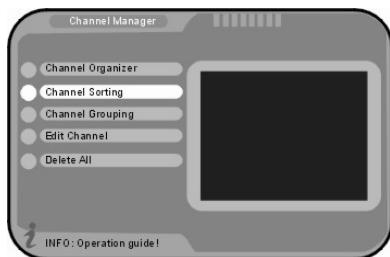 Channel Manager
Channel Organizer
Channel Sorting
Channel Grouping
Edit Channel
Delete All
i INFO: Operation guide!